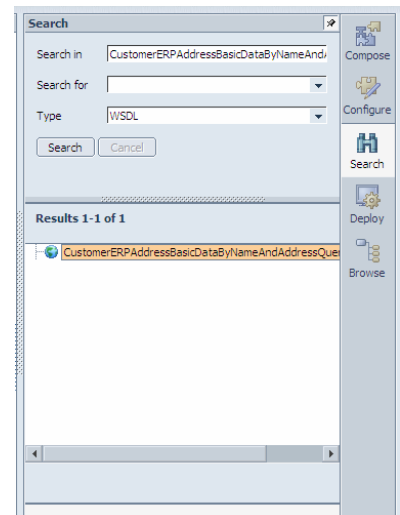 Search
Search in CustomerERPAddressBasicDataByNameAnd
Search for
Type WSDL
Search Cancel
Results 1-1 of 1
CustomerERPAddressBasicDataByNameAndAddressQue
Compose
Configure
Search
Deploy
Browse